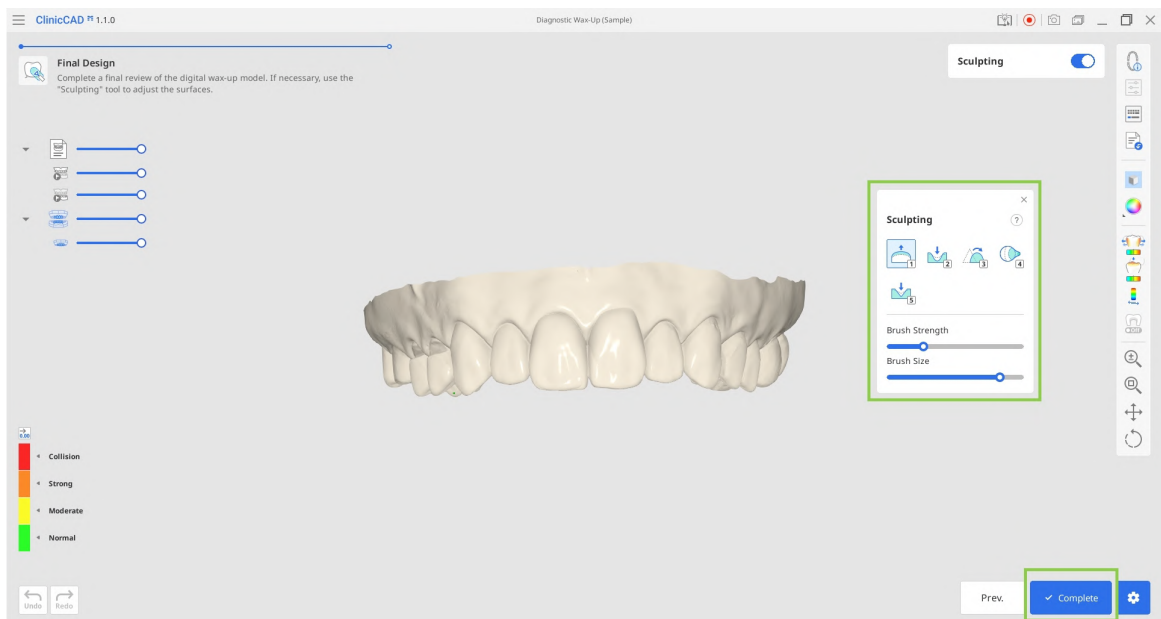 ClinicCAD 1.1.0
Diagnostic Wax-Up (Sample)
Final Design
Complete a final review of the digital wax-up model. If necessary, use the
"Sculpting" tool to adjust the surfaces.
Sculpting
Sculpting
?
1
2
3
4
5
Brush Strength
Brush Size
0.00
Collision
Strong
Moderate
Normal
Undo
Redo
Prev.
Complete